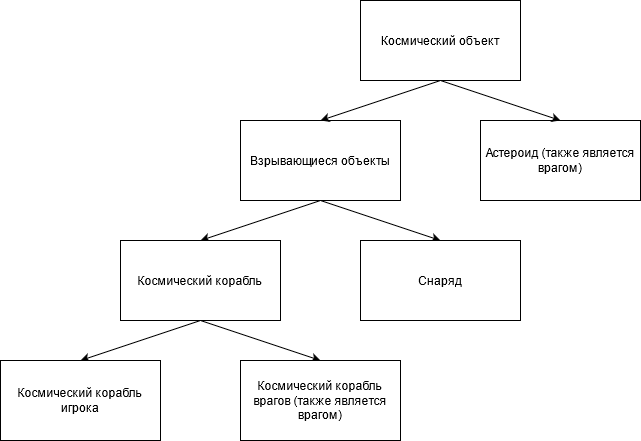 Космический объект
Взрывающиеся объекты
Астероид (также является
врагом)
Космический корабль
Снаряд
Космический корабль
игрока
Космический корабль
врагов (также является
врагом)